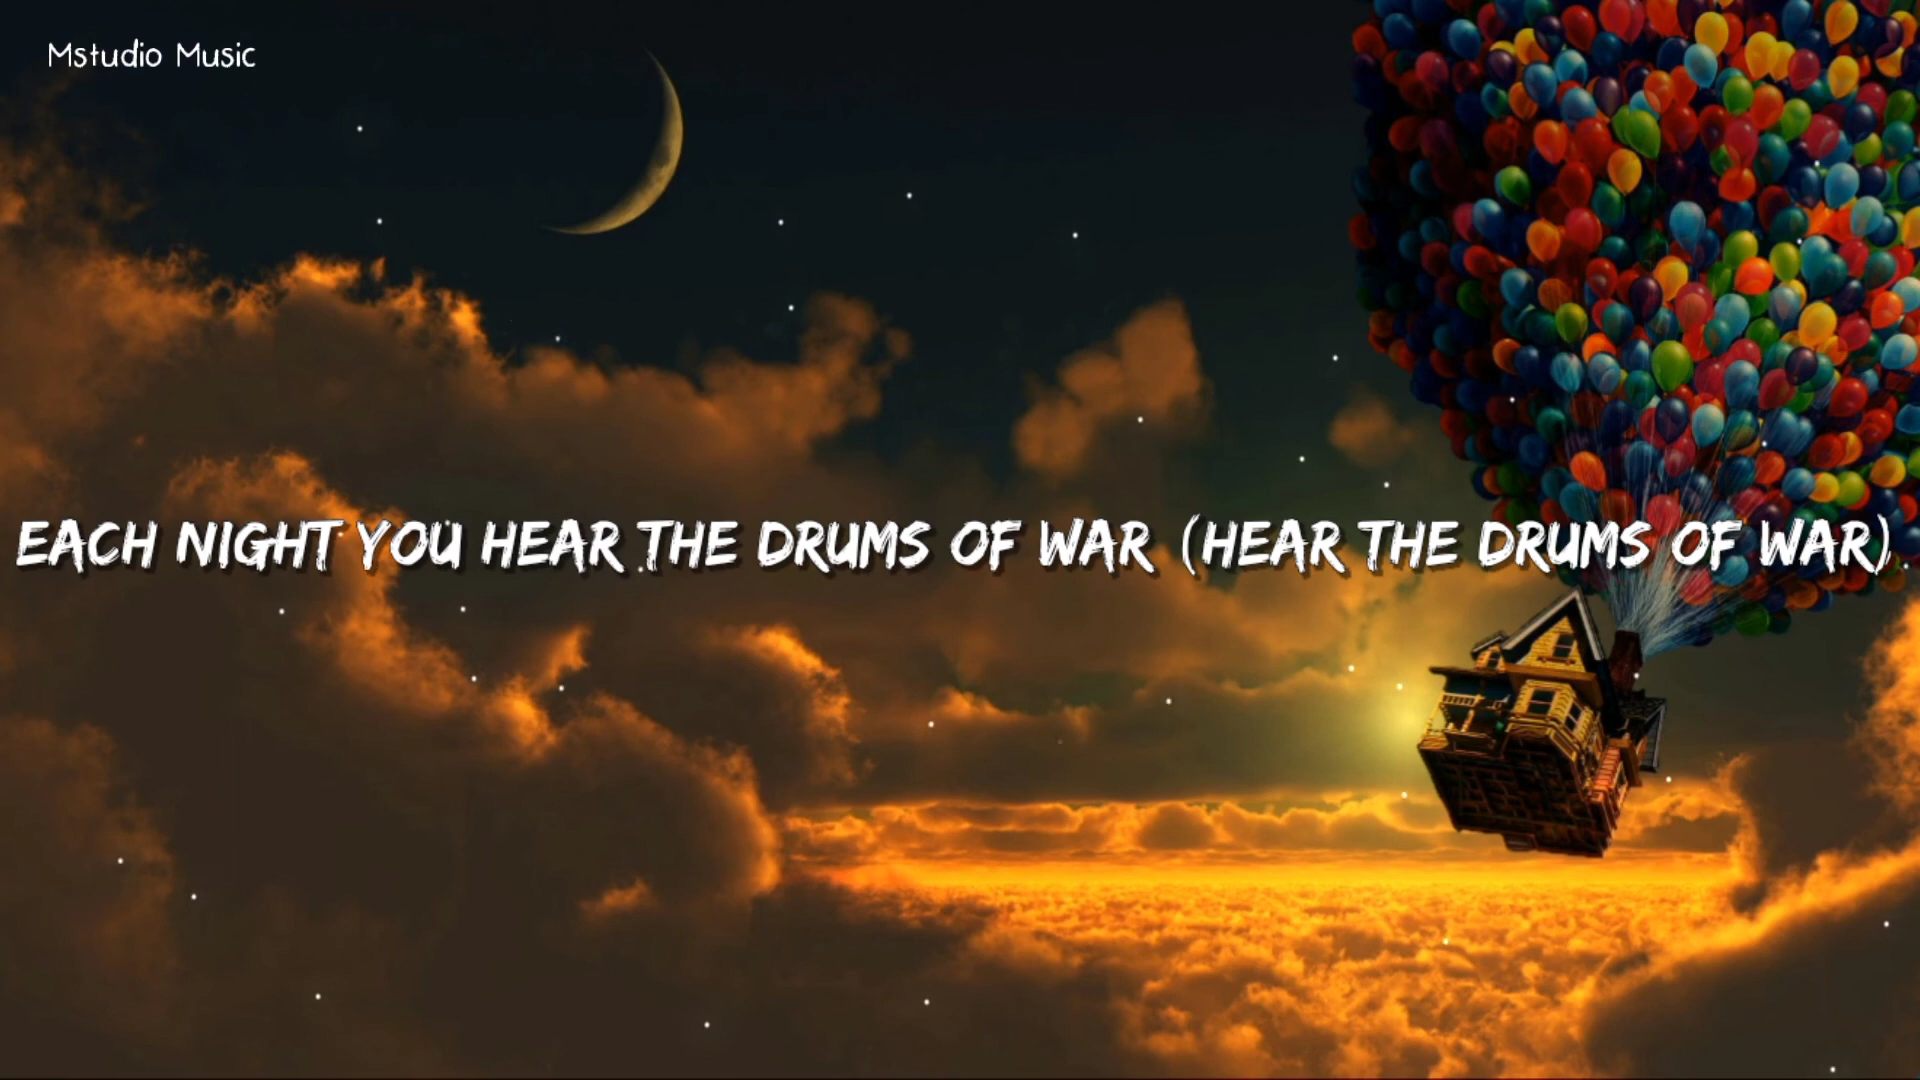 Mstudio Music
EACH NIGHT YOU HEAR THE DRUMS OF WAR (HEAR THE DRUMS OF WAR)